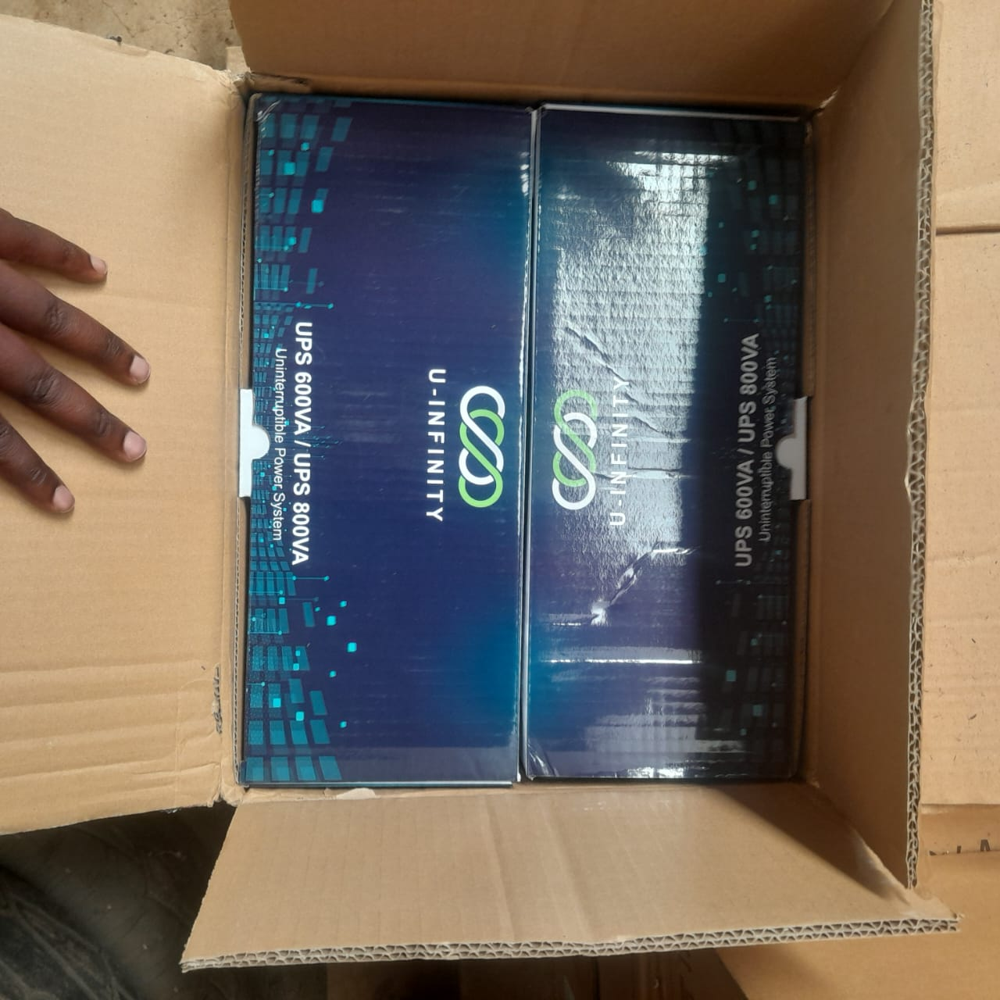 UPS 600VA / UPS 800VA
Uninterruptible Power System
U-INFINITY
U-INFINITY
UPS 600VA / UPS 800VA
Uninterruptible Power System